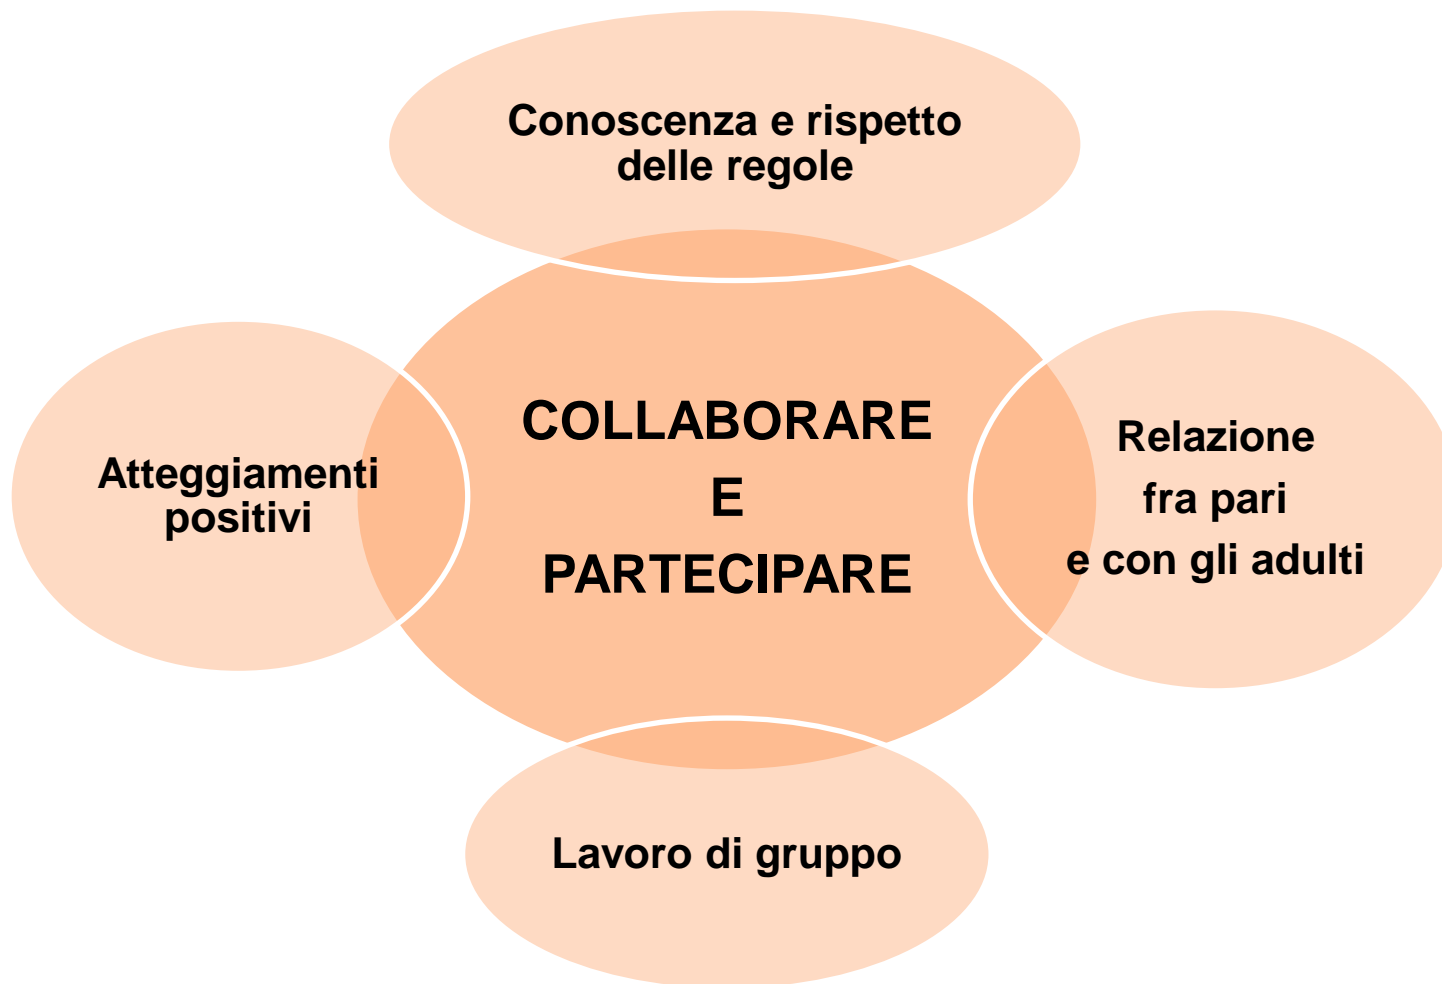 Conoscenza e rispetto
delle regole
Atteggiamenti
positivi
COLLABORARE
E
PARTECIPARE
Relazione
fra pari
e con gli adulti
Lavoro di gruppo